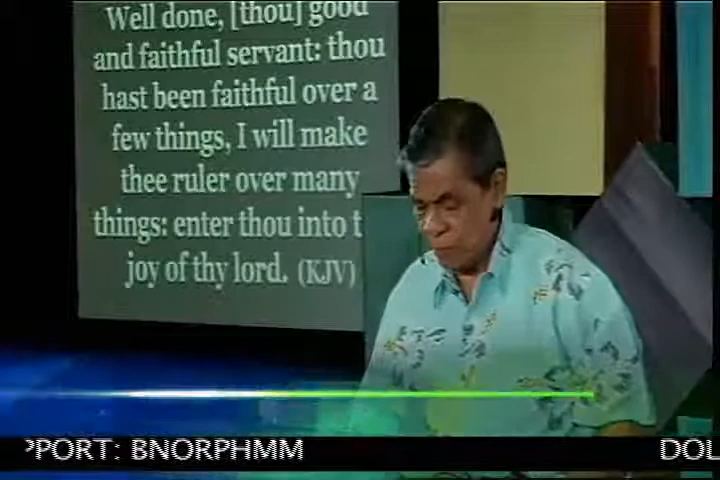 Well done, [thou] good
and faithful servant: thou
hast been faithful over a
few things, I will make
thee ruler over many
things: enter thou into t
joy of thy lord. (KJV)
PPORT: BNORPHMM
DOL